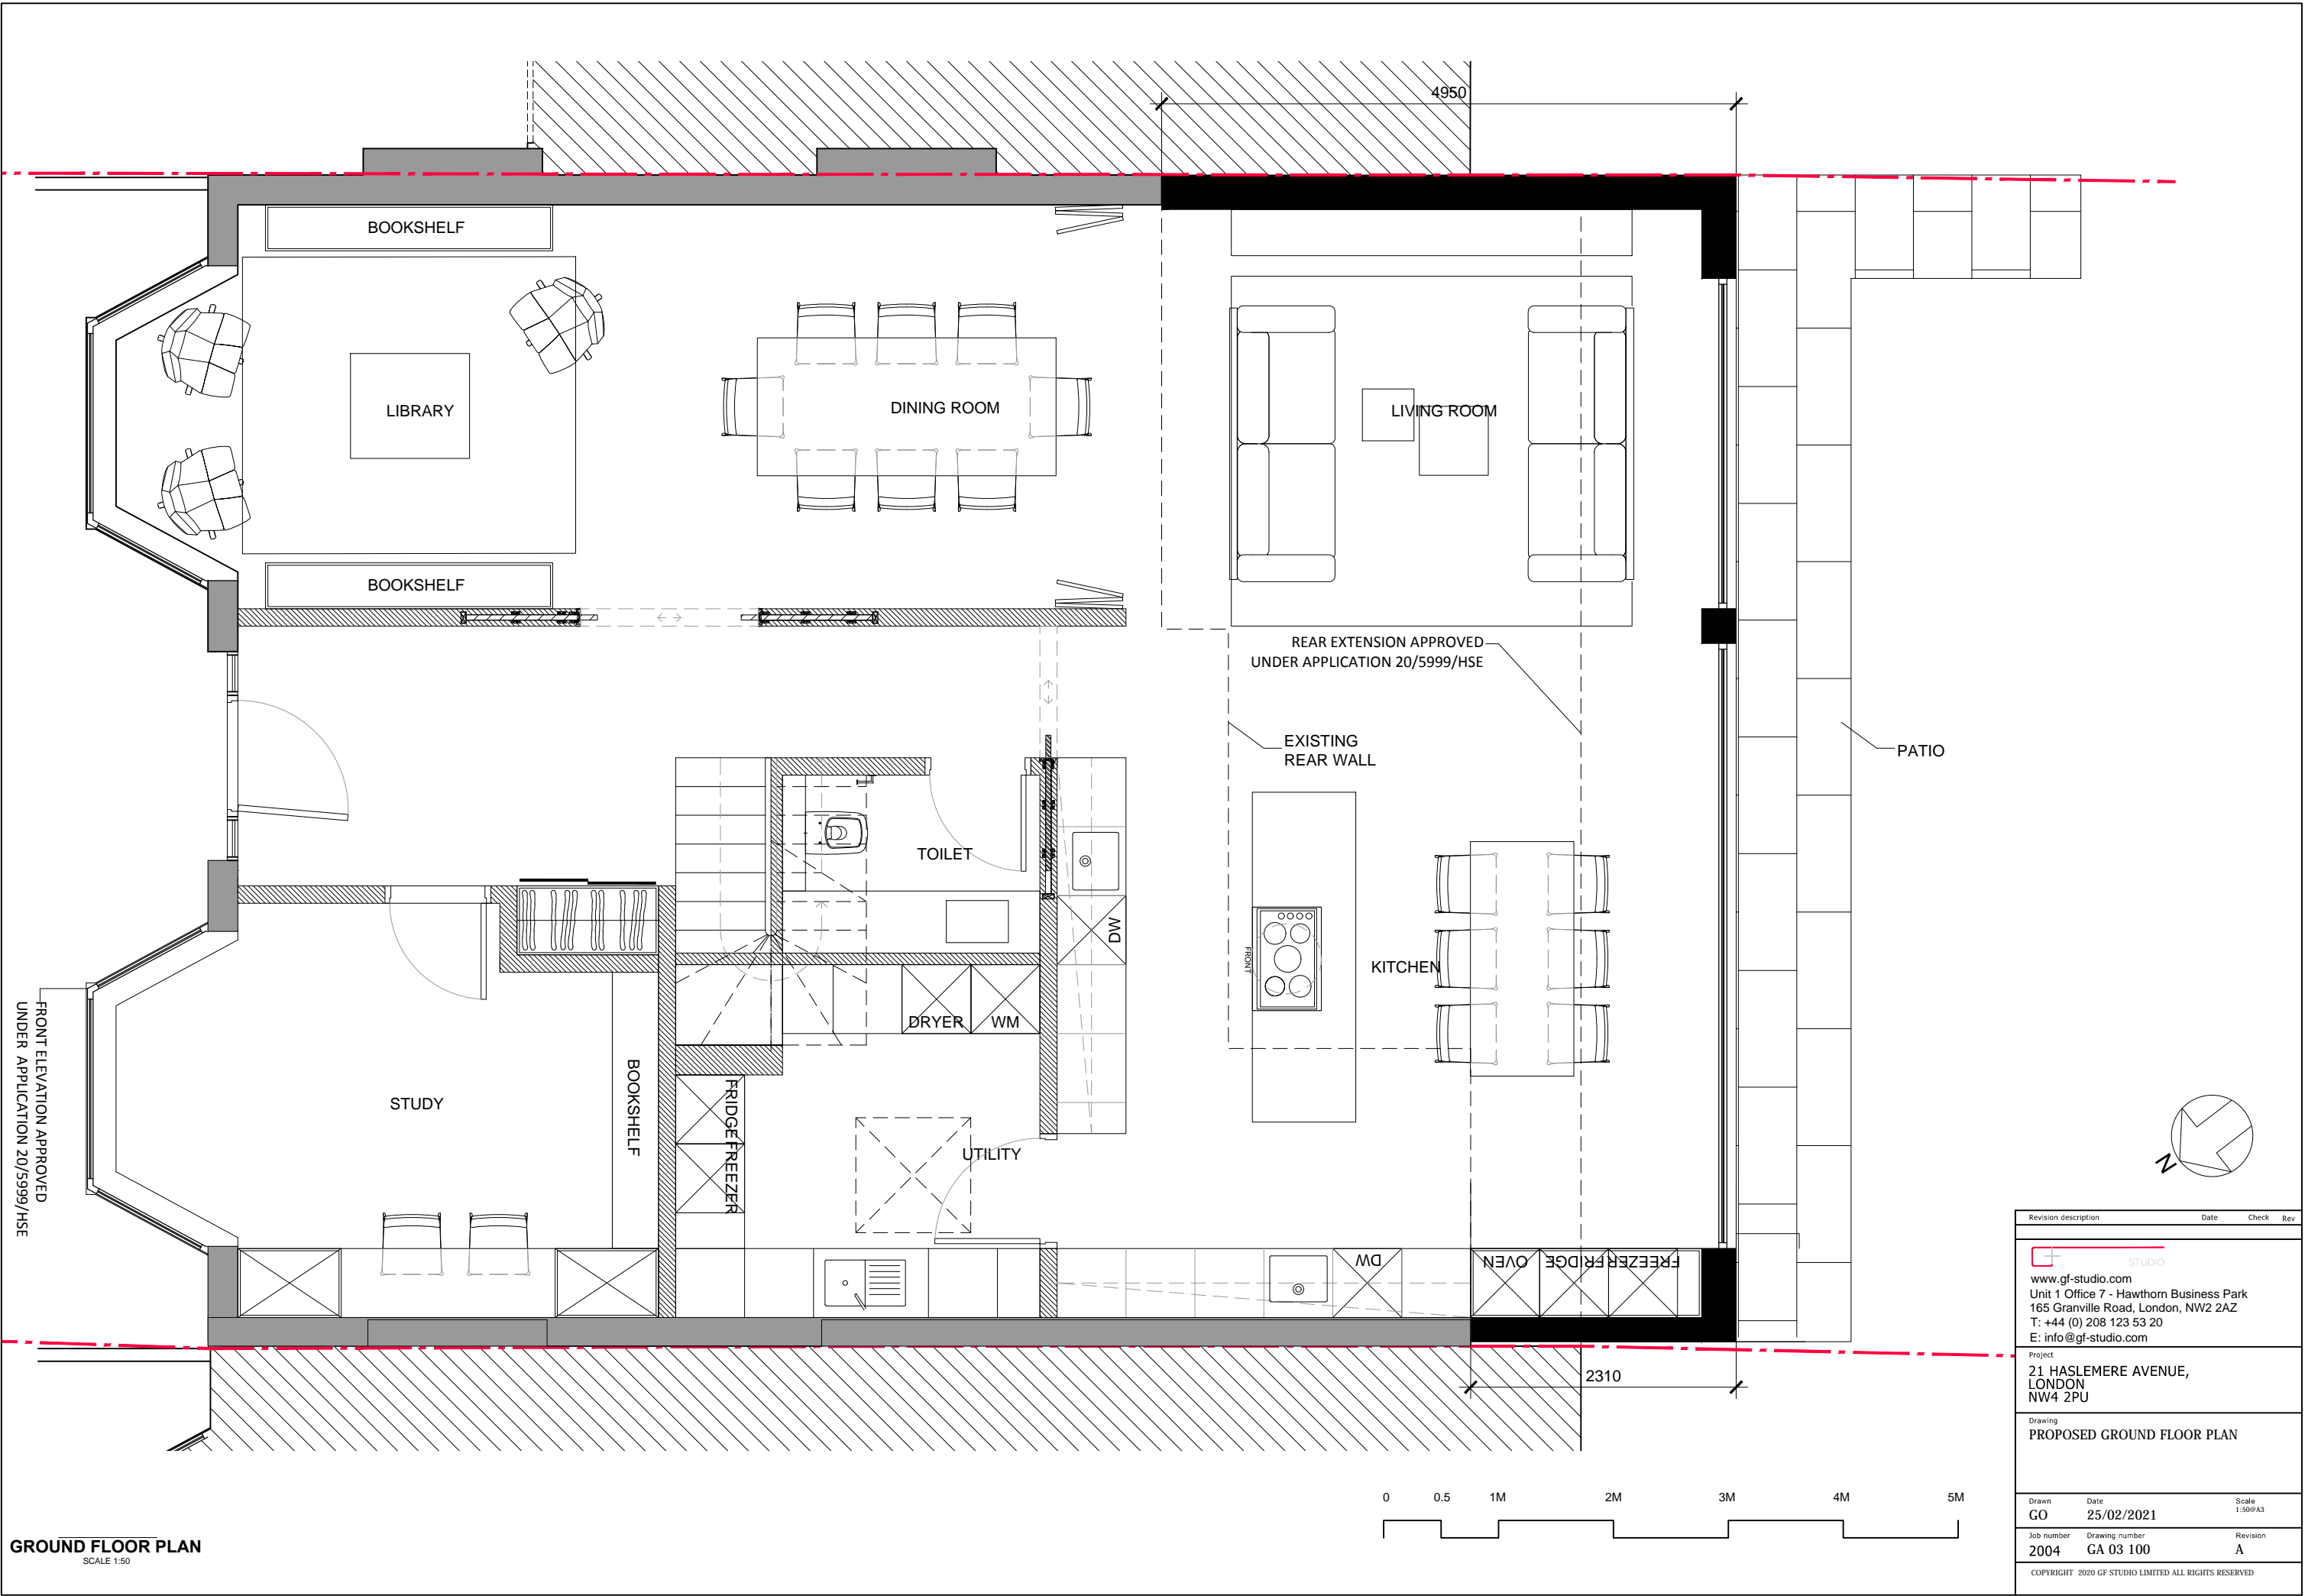 4950
BOOKSHELF
LIBRARY
DINING ROOM
LIVING ROOM
BOOKSHELF
REAR EXTENSION APPROVED
UNDER APPLICATION 20/5999/HSE
EXISTING
REAR WALL
PATIO
TOILET
DW
FRONT
KITCHEN
DRYER
WM
FRONT ELEVATION APPROVED
UNDER APPLICATION 20/5999/HSE
STUDY
BOOKSHELF
FRIDGE FREEZER
UTILITY
DW
OVEN
FRIDGE
FREEZER
2310
N
0 0.5 1M 2M 3M 4M 5M
GROUND FLOOR PLAN
SCALE 1:50
Revision description Date Check Rev
STUDIO
www.gf-studio.com
Unit 1 Office 7 - Hawthorn Business Park
165 Granville Road, London, NW2 2AZ
T: +44 (0) 208 123 53 20
E: info@gf-studio.com
Project
21 HASLEMERE AVENUE,
LONDON
NW4 2PU
Drawing
PROPOSED GROUND FLOOR PLAN
Drawn Date Scale
GO 25/02/2021 1:50@A3
Job number Drawing number Revision
2004 GA 03 100 A
COPYRIGHT 2020 GF STUDIO LIMITED ALL RIGHTS RESERVED